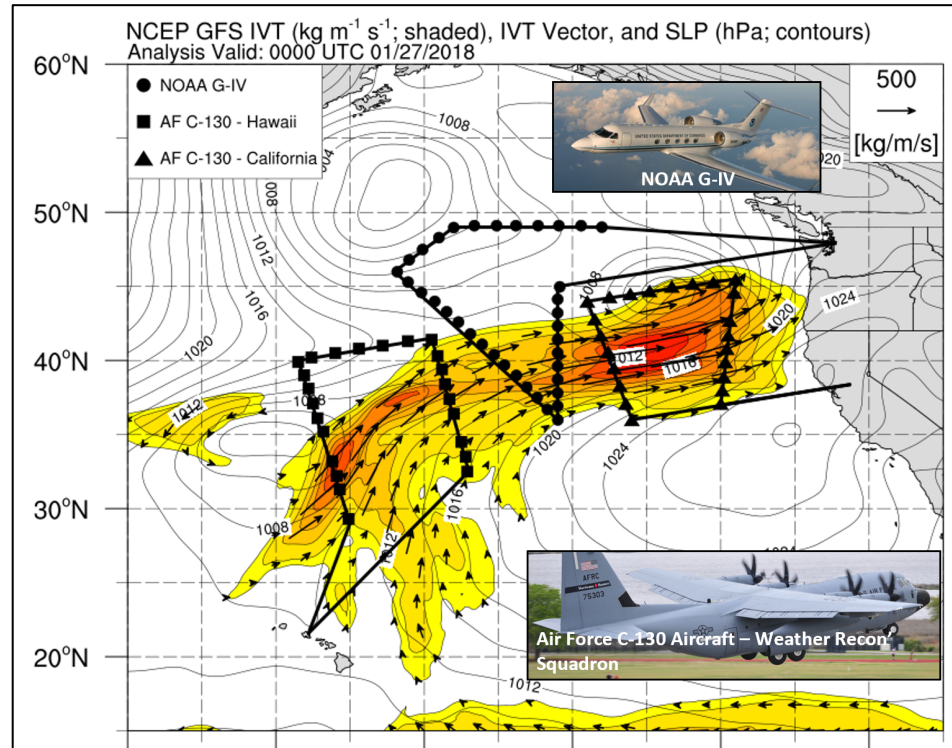 NCEP GFS IVT (kg m⁻¹ s⁻¹; shaded), IVT Vector, and SLP (hPa; contours)
Analysis Valid: 0000 UTC 01/27/2018
60°N
NOAA G-IV
AF C-130 - Hawaii
AF C-130 - California
500
[kg/m/s]
NOAA G-IV
1008
1008
1012
1016
1020
020
50°N
1008
1024
1020
40°N
1012
1016
1012
1020
1024
30°N
1008
1016
1012
AFRC
75303
Air Force C-130 Aircraft – Weather Recon
Squadron
20°N
1012